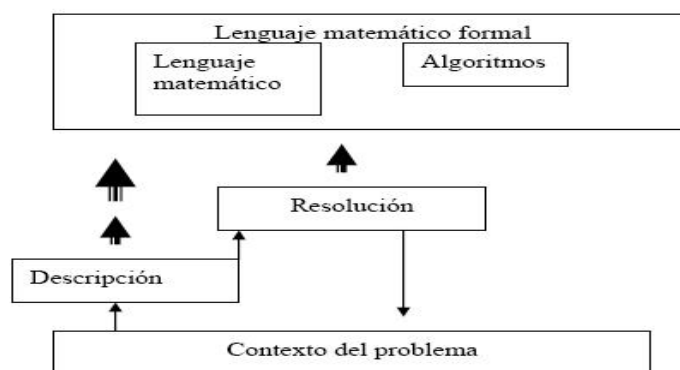 Lenguaje matemático formal
Lenguaje
matemático
Algoritmos
Resolución
Descripción
Contexto del problema